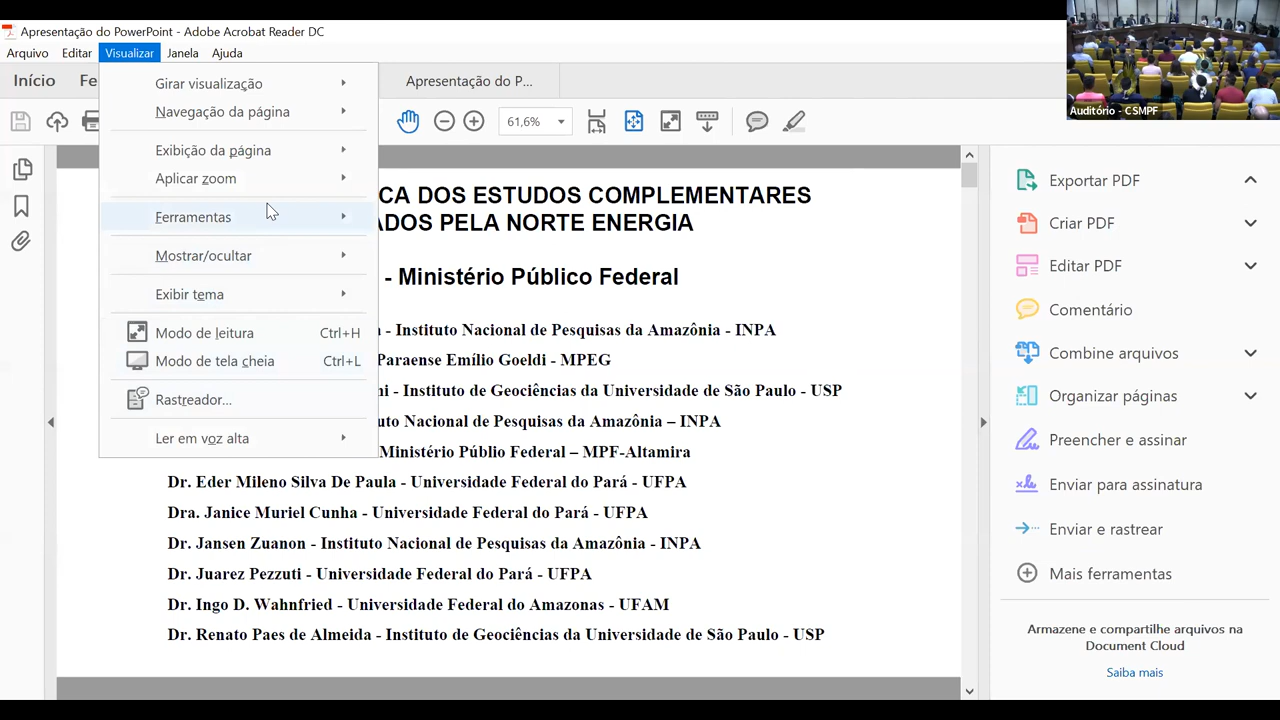 Apresentação do PowerPoint - Adobe Acrobat Reader DC
Arquivo Editar Visualizar Janela Ajuda
Início Fe
Apresentação do P...
61,6%
Auditório - CSMPF
Girar visualização
Navegação da página
Exibição da página
Aplicar zoom
Ferramentas
Mostrar/ocultar
Exibir tema
Modo de leitura Ctrl+H
Modo de tela cheia Ctrl+L
Rastreador...
Ler em voz alta
CA DOS ESTUDOS COMPLEMENTARES
ADOS PELA NORTE ENERGIA
- Ministério Público Federal
- Instituto Nacional de Pesquisas da Amazônia - INPA
Paraense Emílio Goeldi - MPEG
ni - Instituto de Geociências da Universidade de São Paulo - USP
uto Nacional de Pesquisas da Amazônia – INPA
Ministério Públio Federal – MPF-Altamira
Dr. Eder Mileno Silva De Paula - Universidade Federal do Pará - UFPA
Dra. Janice Muriel Cunha - Universidade Federal do Pará - UFPA
Dr. Jansen Zuanon - Instituto Nacional de Pesquisas da Amazônia - INPA
Dr. Juarez Pezzuti - Universidade Federal do Pará - UFPA
Dr. Ingo D. Wahnfried - Universidade Federal do Amazonas - UFAM
Dr. Renato Paes de Almeida - Instituto de Geociências da Universidade de São Paulo - USP
Exportar PDF
Criar PDF
Editar PDF
Comentário
Combine arquivos
Organizar páginas
Preencher e assinar
Enviar para assinatura
Enviar e rastrear
Mais ferramentas
Armazene e compartilhe arquivos na
Document Cloud
Saiba mais